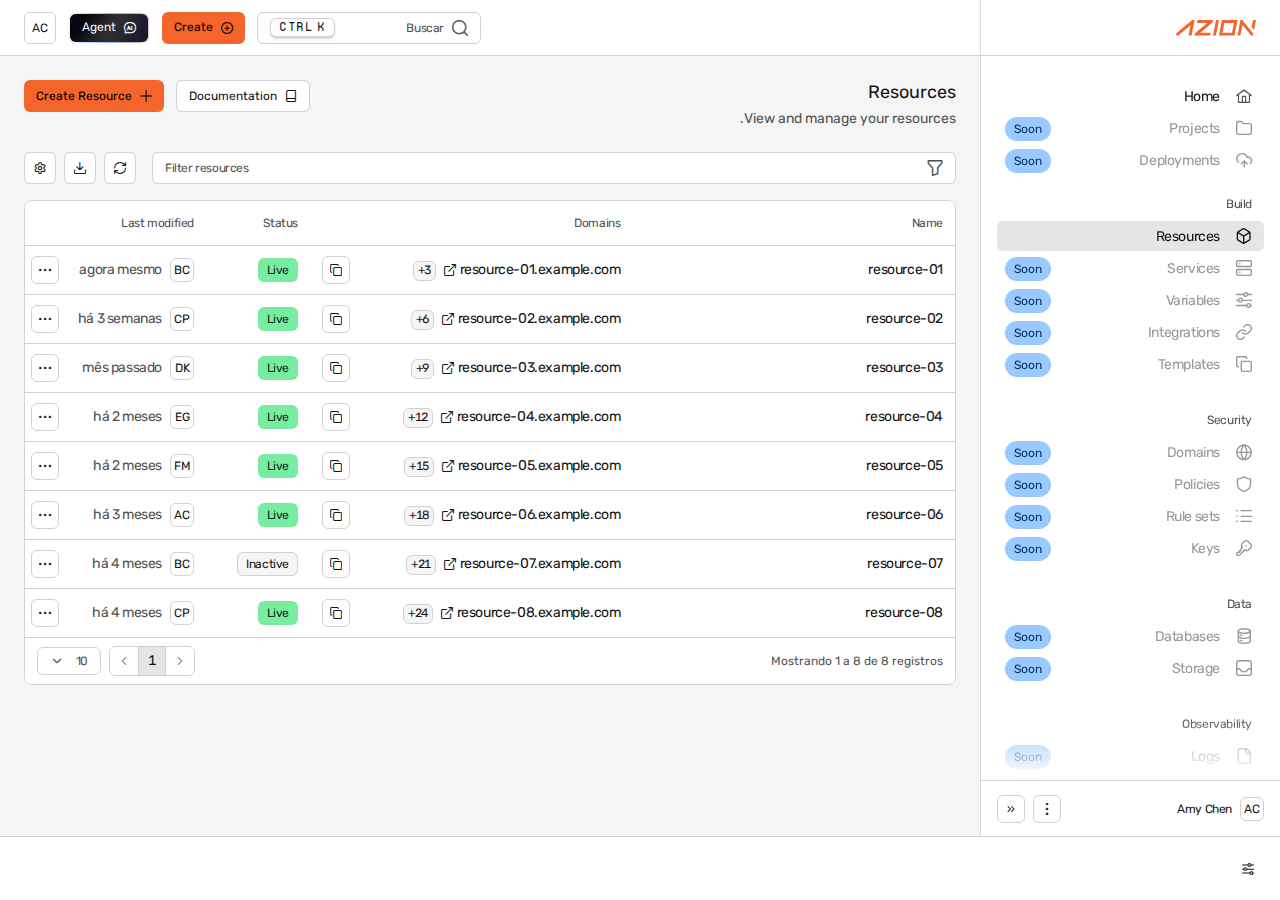 AC
Agent
Create
CTRL K
Buscar
AZION
Create Resource
Documentation
Resources
.View and manage your resources
Filter resources
Last modified
Status
Domains
Name
agora mesmo BC
Live
+3
resource-01.example.com
resource-01
há 3 semanas CP
Live
+6
resource-02.example.com
resource-02
mês passado DK
Live
+9
resource-03.example.com
resource-03
há 2 meses EG
Live
+12
resource-04.example.com
resource-04
há 2 meses FM
Live
+15
resource-05.example.com
resource-05
há 3 meses AC
Live
+18
resource-06.example.com
resource-06
há 4 meses BC
Inactive
+21
resource-07.example.com
resource-07
há 4 meses CP
Live
+24
resource-08.example.com
resource-08
10
1
Mostrando 1 a 8 de 8 registros
Home
Soon Projects
Soon Deployments
Build
Resources
Soon Services
Soon Variables
Soon Integrations
Soon Templates
Security
Soon Domains
Soon Policies
Soon Rule sets
Soon Keys
Data
Soon Databases
Soon Storage
Observability
Soon Logs
Amy Chen AC